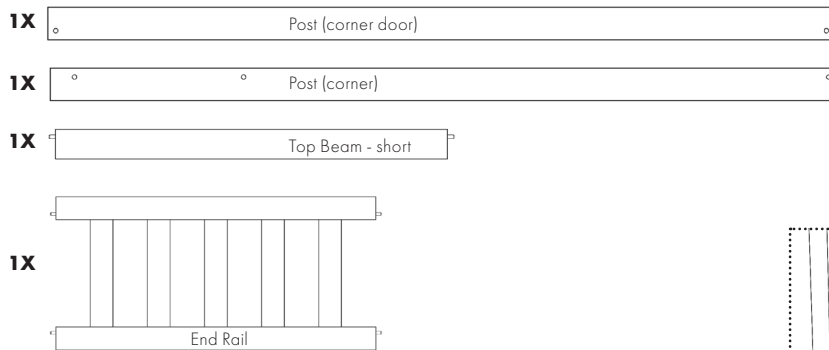 1X Post (corner door)
1X Post (corner)
1X Top Beam - short
1X
End Rail